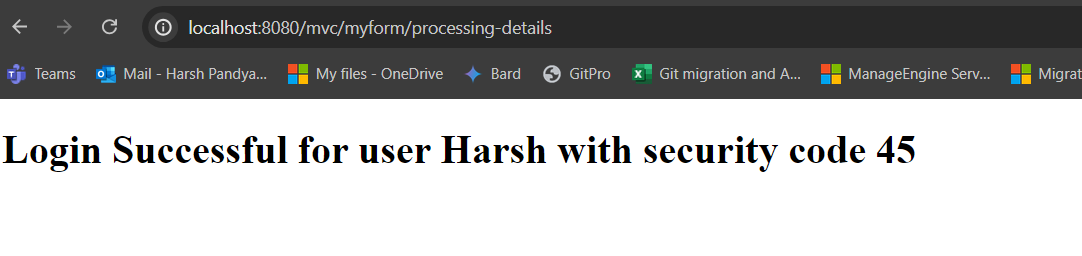 localhost:8080/mvc/myform/processing-details
Teams Mail - Harsh Pandya... My files - OneDrive Bard GitPro Git migration and A... ManageEngine Serv... Migrat
Login Successful for user Harsh with security code 45